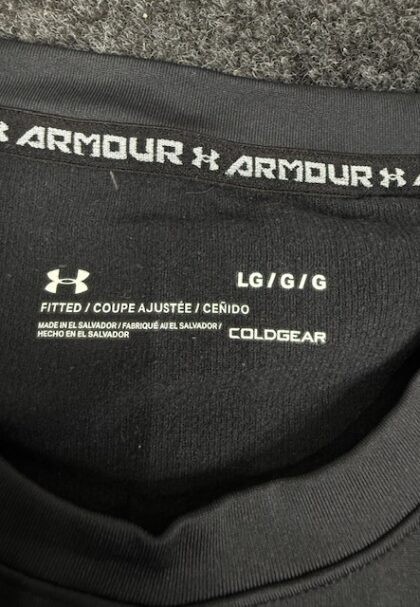 ARMOUR ARMOUR
LG / G / G
FITTED / COUPE AJUSTÉE / CEÑIDO
MADE IN EL SALVADOR / FABRIQUÉ AU EL SALVADOR /
HECHO EN EL SALVADOR
COLDGEAR